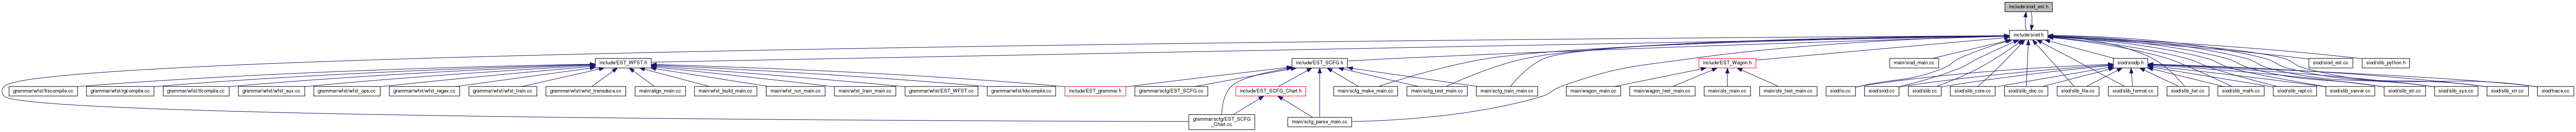 include/siod_est.h
include/siod.h
include/EST_WFST.h
include/EST_SCFG.h
include/EST_Wagon.h
main/siod_main.cc
siod/siodp.h
siod/siod_est.cc
siod/slib_python.h
grammar/wfst/ltscompile.cc
grammar/wfst/rgcompile.cc
grammar/wfst/tlcompile.cc
grammar/wfst/wfst_aux.cc
grammar/wfst/wfst_ops.cc
grammar/wfst/wfst_regex.cc
grammar/wfst/wfst_train.cc
grammar/wfst/wfst_transduce.cc
main/align_main.cc
main/wfst_build_main.cc
main/wfst_run_main.cc
main/wfst_train_main.cc
grammar/wfst/EST_WFST.cc
grammar/wfst/kkcompile.cc
include/EST_grammar.h
grammar/scfg/EST_SCFG.cc
include/EST_SCFG_Chart.h
main/scfg_make_main.cc
main/scfg_test_main.cc
main/scfg_train_main.cc
main/wagon_main.cc
main/wagon_test_main.cc
main/ols_main.cc
main/ols_test_main.cc
siod/io.cc
siod/siod.cc
siod/slib.cc
siod/slib_core.cc
siod/slib_doc.cc
siod/slib_file.cc
siod/slib_format.cc
siod/slib_list.cc
siod/slib_math.cc
siod/slib_repl.cc
siod/slib_server.cc
siod/slib_str.cc
siod/slib_sys.cc
siod/slib_xtr.cc
siod/trace.cc
grammar/scfg/EST_SCFG
_Chart.cc
main/scfg_parse_main.cc